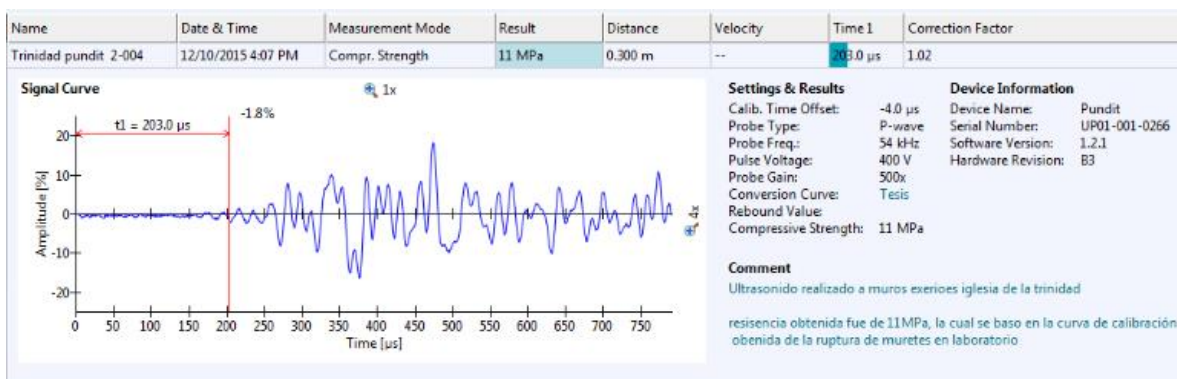 Name Date & Time Measurement Mode Result Distance Velocity Time 1 Correction Factor
Trinidad pundit 2-004 12/10/2015 4:07 PM Compr. Strength 11 MPa 0.300 m -- 203.0 µs 1.02
Signal Curve 1x
t1 = 203.0 µs -1.8%
Amplitude [%]
20
10
0
-10
-20
4x
0 50 100 150 200 250 300 350 400 450 500 550 600 650 700 750
Time [µs]
Settings & Results
Calib. Time Offset: -4.0 µs
Probe Type: P-wave
Probe Freq.: 54 kHz
Pulse Voltage: 400 V
Probe Gain: 500x
Conversion Curve: Tesis
Rebound Value:
Compressive Strength: 11 MPa
Device Information
Device Name: Pundit
Serial Number: UP01-001-0266
Software Version: 1.2.1
Hardware Revision: B3
Comment
Ultrasonido realizado a muros exerioes iglesia de la trinidad
resisencia obtenida fue de 11MPa, la cual se baso en la curva de calibración
obenida de la ruptura de muretes en laboratorio